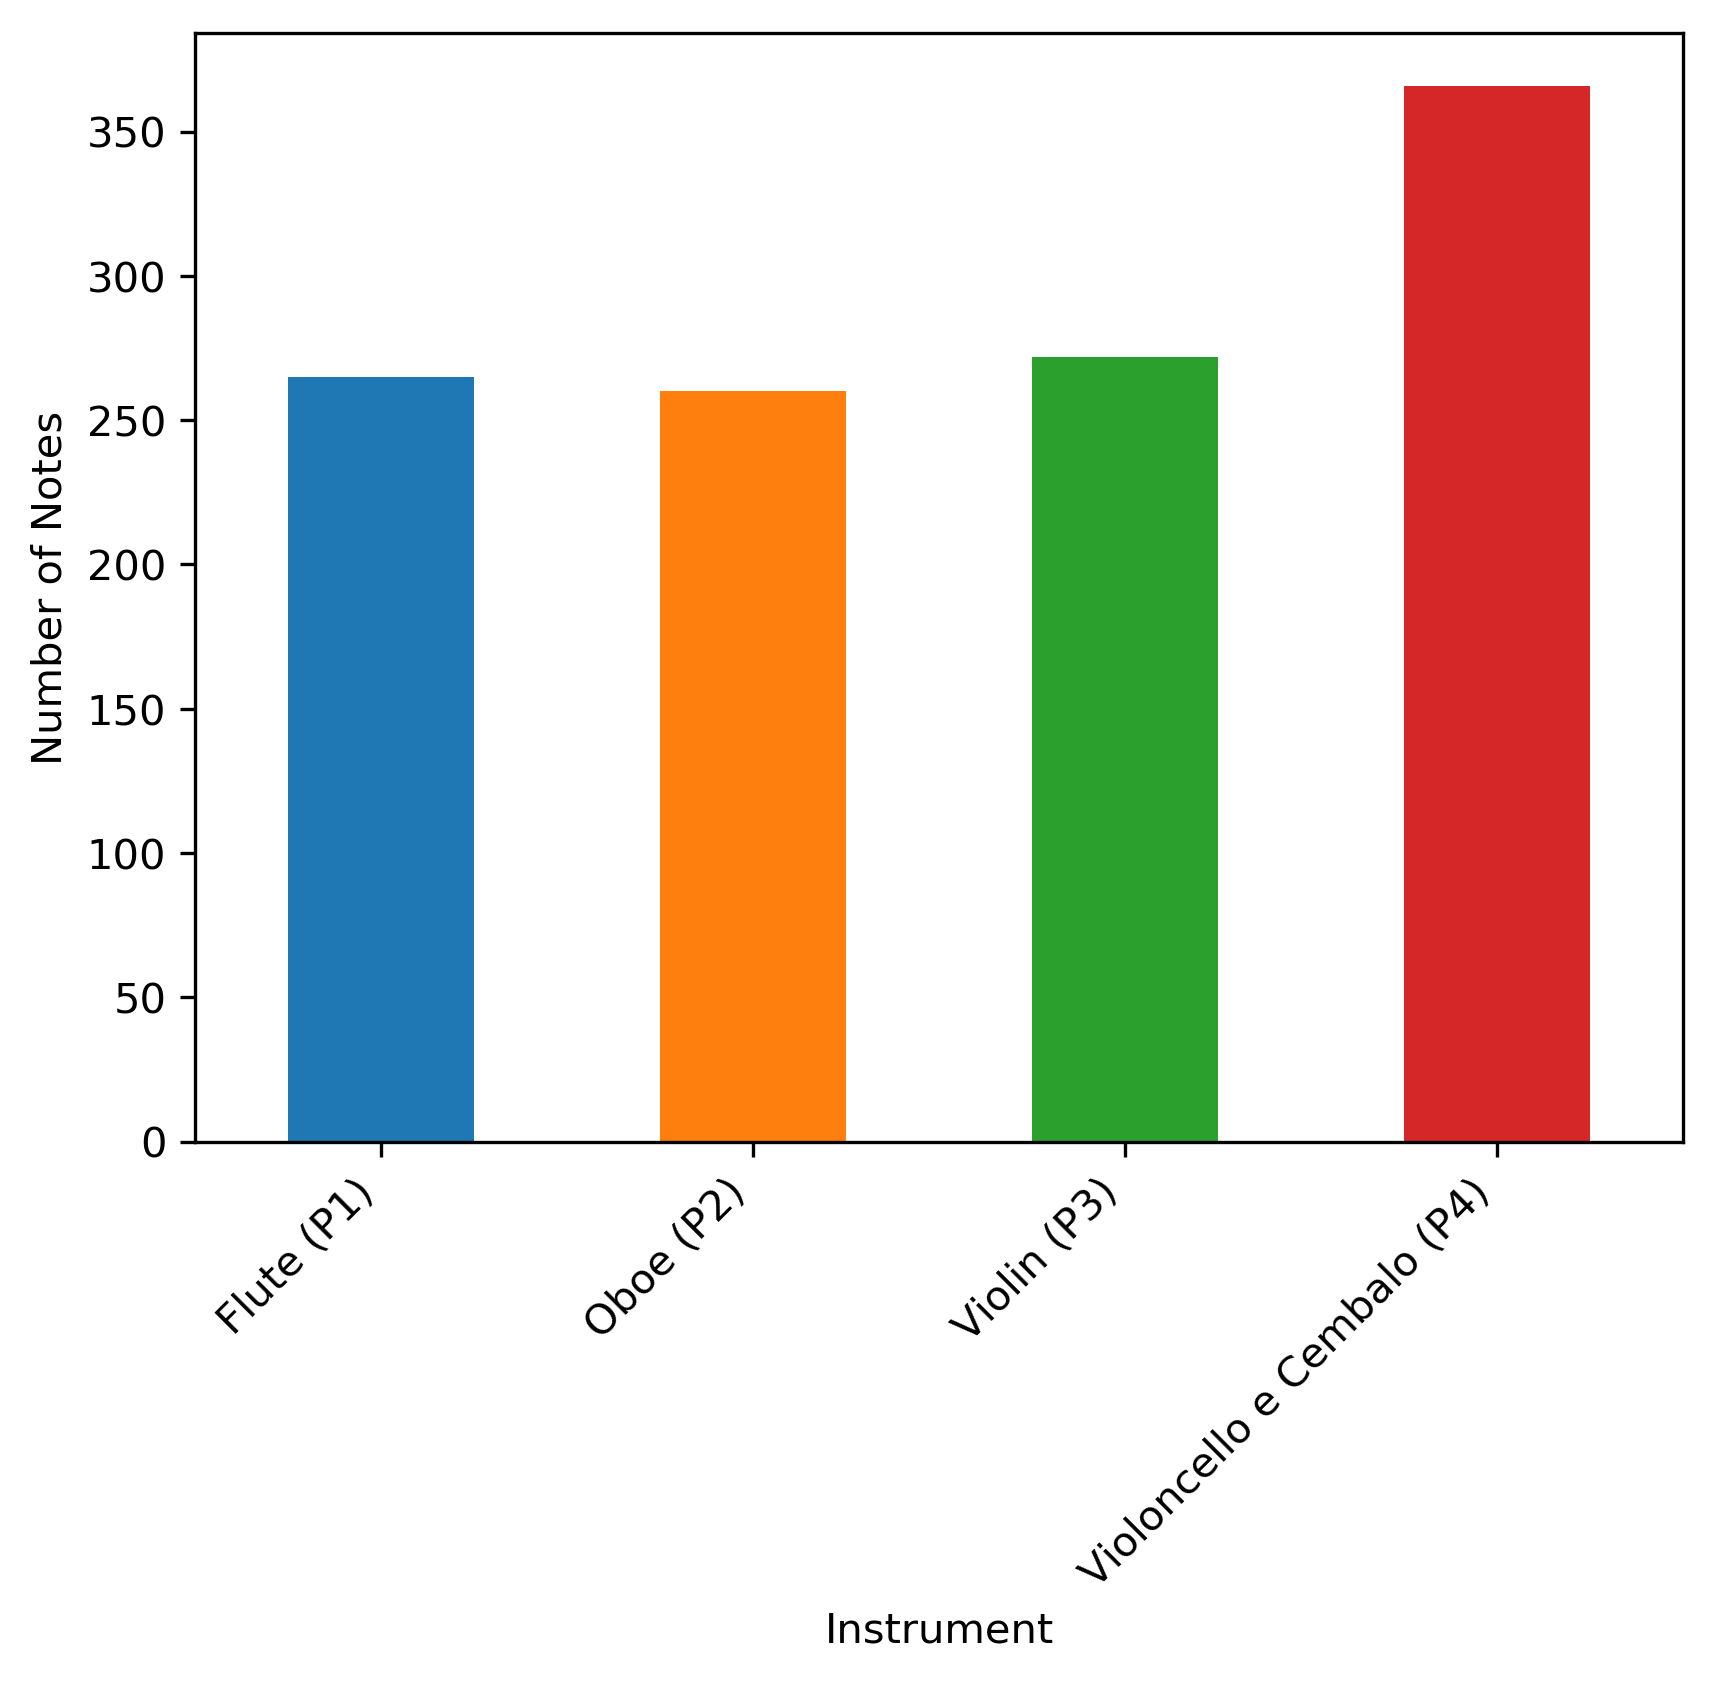 Number of Notes
350
300
250
200
150
100
50
0
Flute (P1)
Oboe (P2)
Violin (P3)
Violoncello e Cembalo (P4)
Instrument